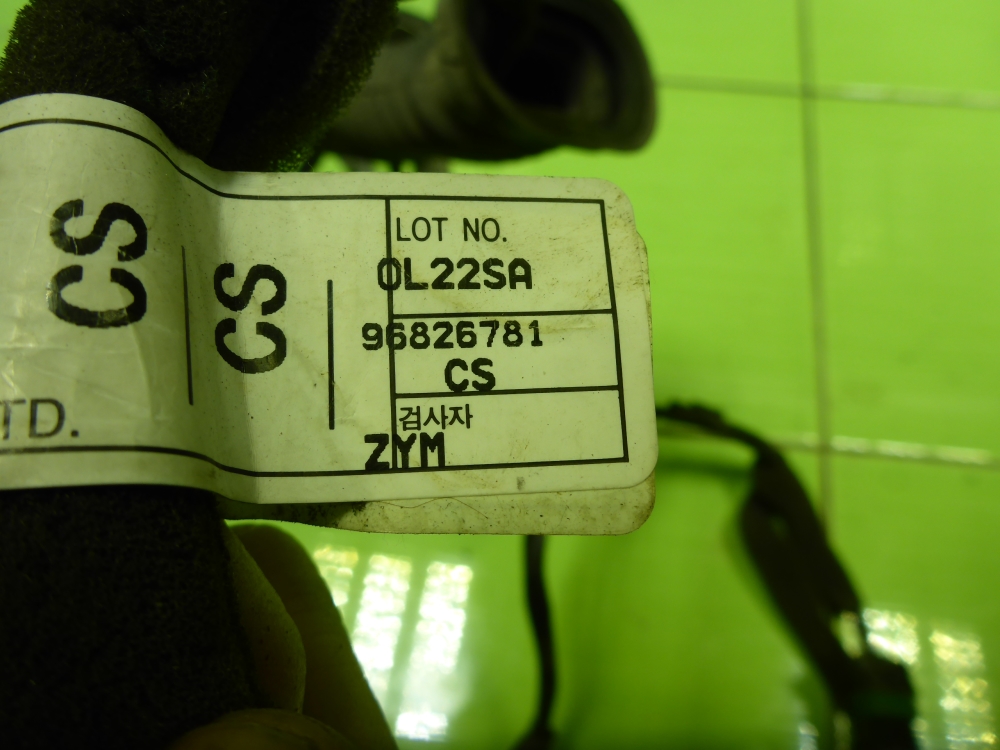 CS
CS
TD.
LOT NO.
0L22SA
96826781
CS
검사자
ZYM